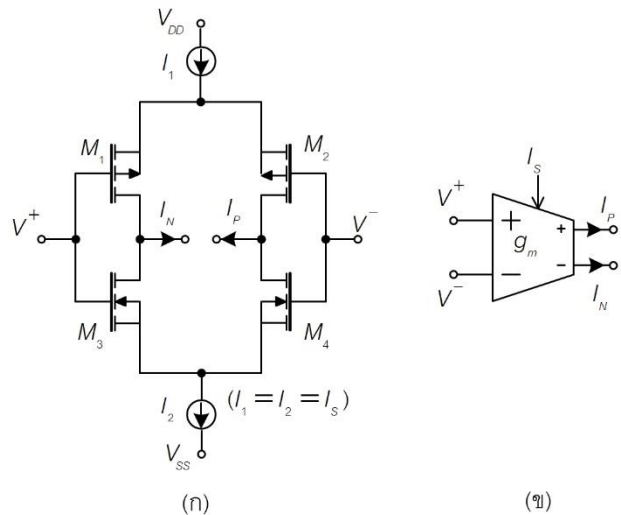 V_DD
I_1
M_1
M_2
V^+
I_N
I_P
V^−
M_3
M_4
I_2
(I_1 = I_2 = I_S)
V_SS
(ก)
I_S
V^+
+
g_m
−
V^−
+
−
I_P
I_N
(ข)